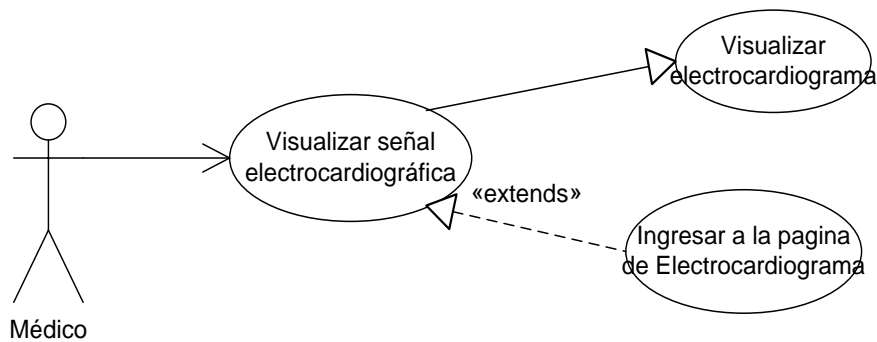 Visualizar
electrocardiograma
Visualizar señal
electrocardiográfica
«extends»
Ingresar a la pagina
de Electrocardiograma
Médico